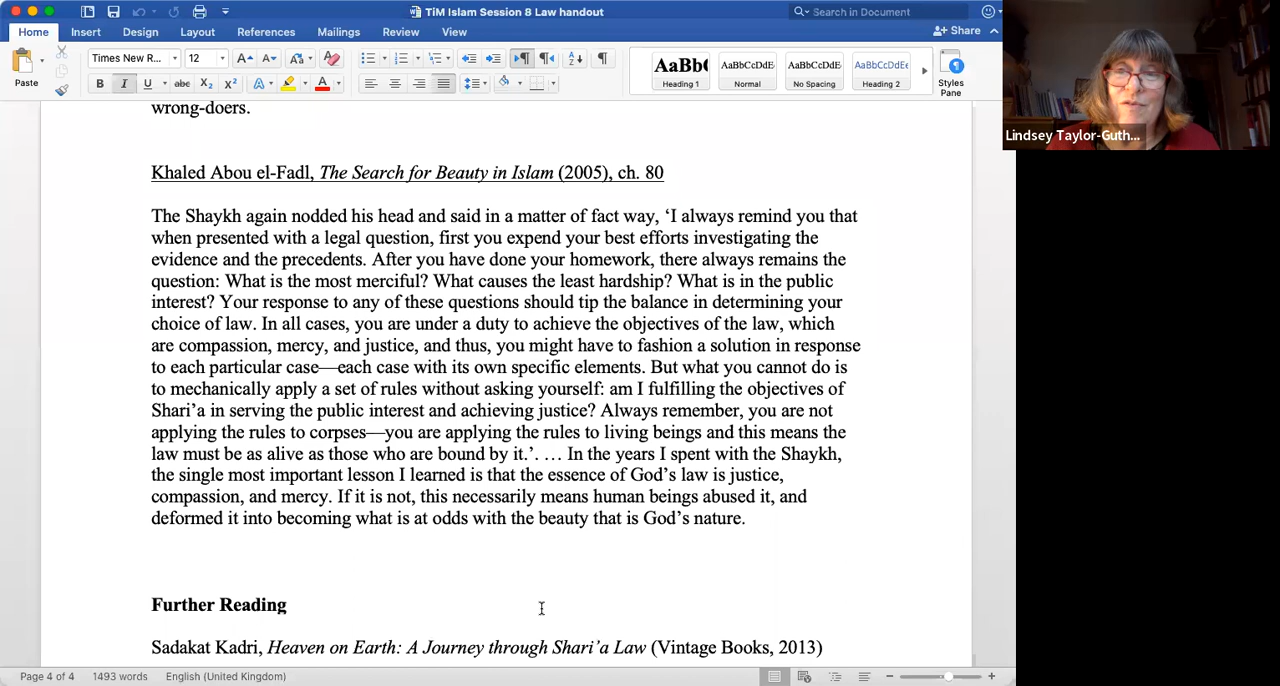 TiM Islam Session 8 Law handout
Search in Document
Home Insert Design Layout References Mailings Review View
Share
Paste
Times New R... 12
AaBbC AaBbCcDdE AaBbCcDdE AaBbCcDdEe
Heading 1 Normal No Spacing Heading 2
Styles
Pane
Lindsey Taylor-Guth...
wrong-doers.
Khaled Abou el-Fadl, The Search for Beauty in Islam (2005), ch. 80
The Shaykh again nodded his head and said in a matter of fact way, ‘I always remind you that
when presented with a legal question, first you expend your best efforts investigating the
evidence and the precedents. After you have done your homework, there always remains the
question: What is the most merciful? What causes the least hardship? What is in the public
interest? Your response to any of these questions should tip the balance in determining your
choice of law. In all cases, you are under a duty to achieve the objectives of the law, which
are compassion, mercy, and justice, and thus, you might have to fashion a solution in response
to each particular case—each case with its own specific elements. But what you cannot do is
to mechanically apply a set of rules without asking yourself: am I fulfilling the objectives of
Shari’a in serving the public interest and achieving justice? Always remember, you are not
applying the rules to corpses—you are applying the rules to living beings and this means the
law must be as alive as those who are bound by it.’. … In the years I spent with the Shaykh,
the single most important lesson I learned is that the essence of God’s law is justice,
compassion, and mercy. If it is not, this necessarily means human beings abused it, and
deformed it into becoming what is at odds with the beauty that is God’s nature.
Further Reading
Sadakat Kadri, Heaven on Earth: A Journey through Shari’a Law (Vintage Books, 2013)
Page 4 of 4 1493 words English (United Kingdom)